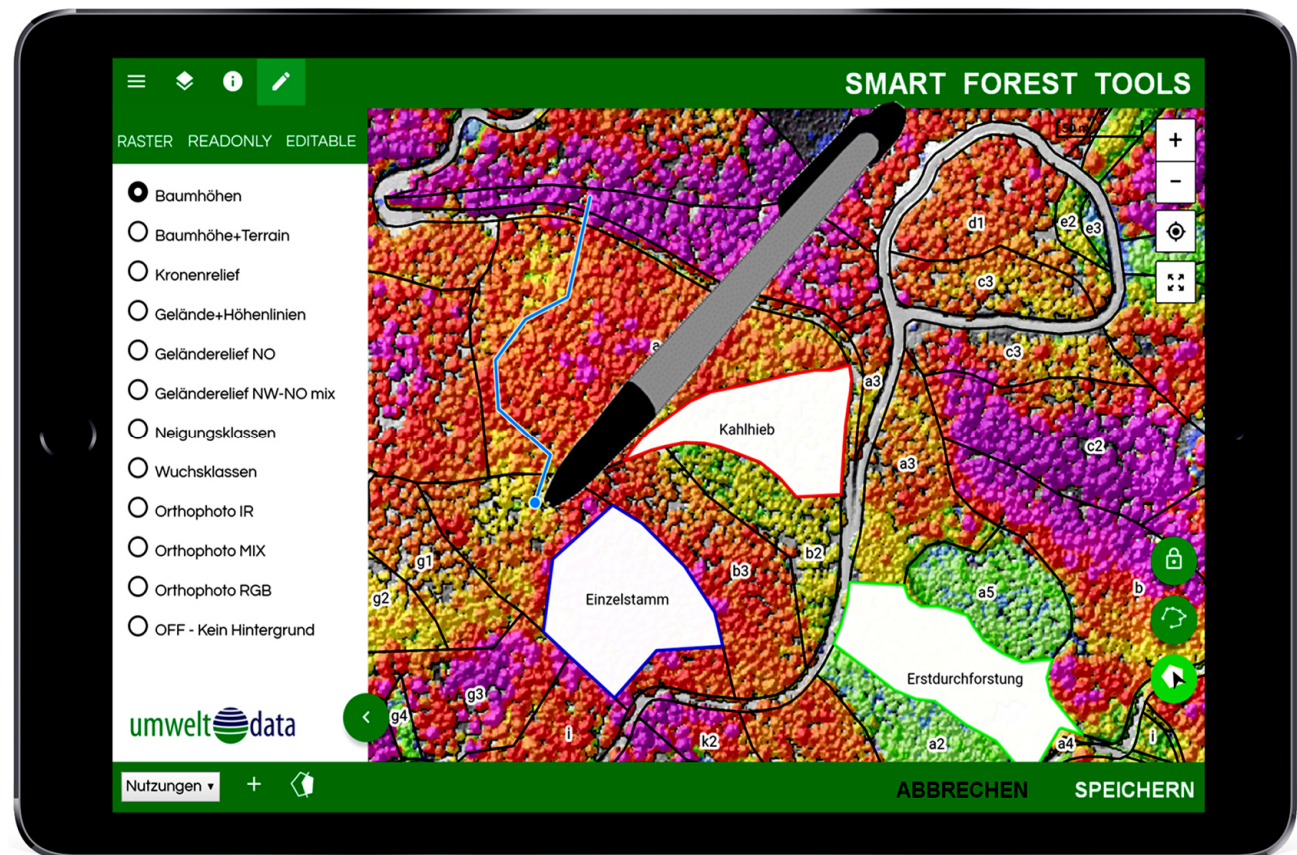 SMART FOREST TOOLS
RASTER READONLY EDITABLE
Baumhöhen
Baumhöhe+Terrain
Kronenrelief
Gelände+Höhenlinien
Geländerelief NO
Geländerelief NW-NO mix
Neigungsklassen
Wuchsklassen
Orthophoto IR
Orthophoto MIX
Orthophoto RGB
OFF - Kein Hintergrund
umwelt data
50 m
d1
e2
e3
c3
a
c3
a3
Kahlhieb
c2
a3
b2
g1
b3
g2
Einzelstamm
a5
b
Erstdurchforstung
g3
g4
i
k2
a2
a4
i
Nutzungen
ABBRECHEN SPEICHERN